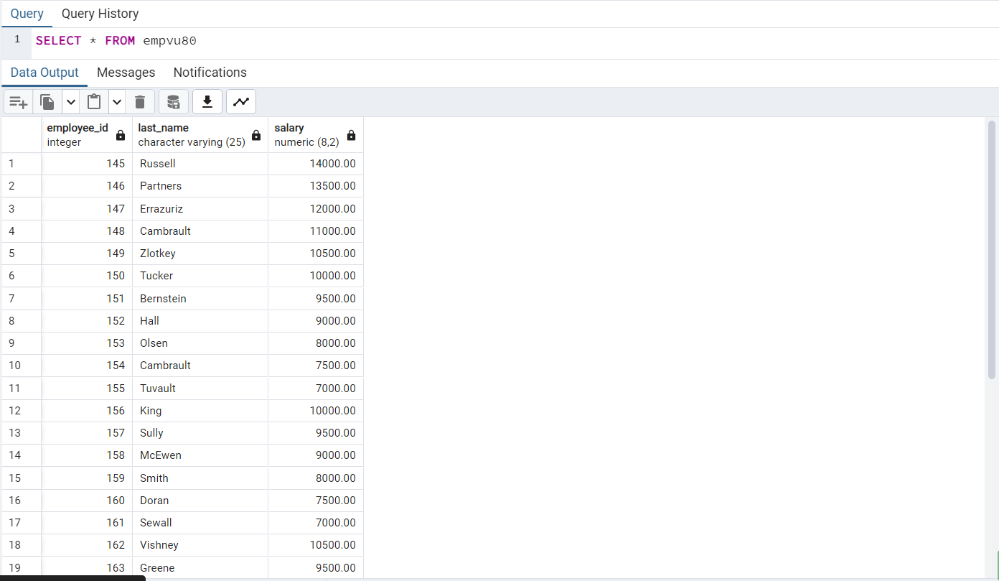 Query Query History
1 SELECT * FROM empvu80
Data Output Messages Notifications
employee_id last_name salary
integer character varying (25) numeric (8,2)
1 145 Russell 14000.00
2 146 Partners 13500.00
3 147 Errazuriz 12000.00
4 148 Cambrault 11000.00
5 149 Zlotkey 10500.00
6 150 Tucker 10000.00
7 151 Bernstein 9500.00
8 152 Hall 9000.00
9 153 Olsen 8000.00
10 154 Cambrault 7500.00
11 155 Tuvault 7000.00
12 156 King 10000.00
13 157 Sully 9500.00
14 158 McEwen 9000.00
15 159 Smith 8000.00
16 160 Doran 7500.00
17 161 Sewall 7000.00
18 162 Vishney 10500.00
19 163 Greene 9500.00